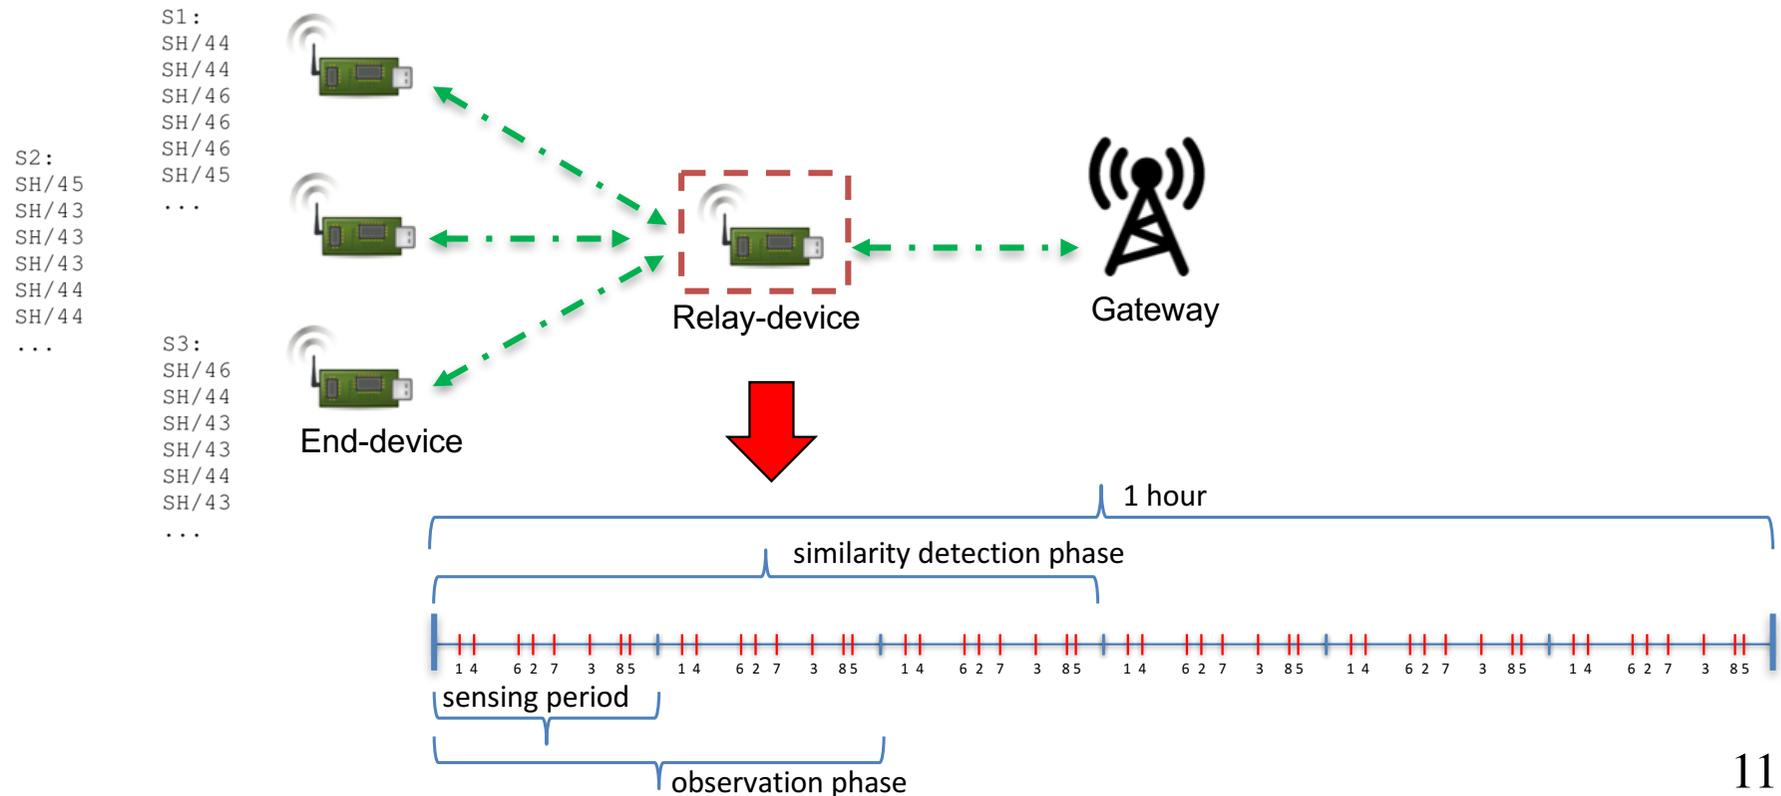 S1:
SH/44
SH/44
SH/46
SH/46
SH/46
SH/45
...
S2:
SH/45
SH/43
SH/43
SH/43
SH/44
SH/44
...
S3:
SH/46
SH/44
SH/43
SH/43
SH/44
SH/43
...
End-device
Relay-device
Gateway
1 hour
similarity detection phase
1 4 6 2 7 3 8 5 1 4 6 2 7 3 8 5 1 4 6 2 7 3 8 5 1 4 6 2 7 3 8 5 1 4 6 2 7 3 8 5 1 4 6 2 7 3 8 5
sensing period
observation phase
11